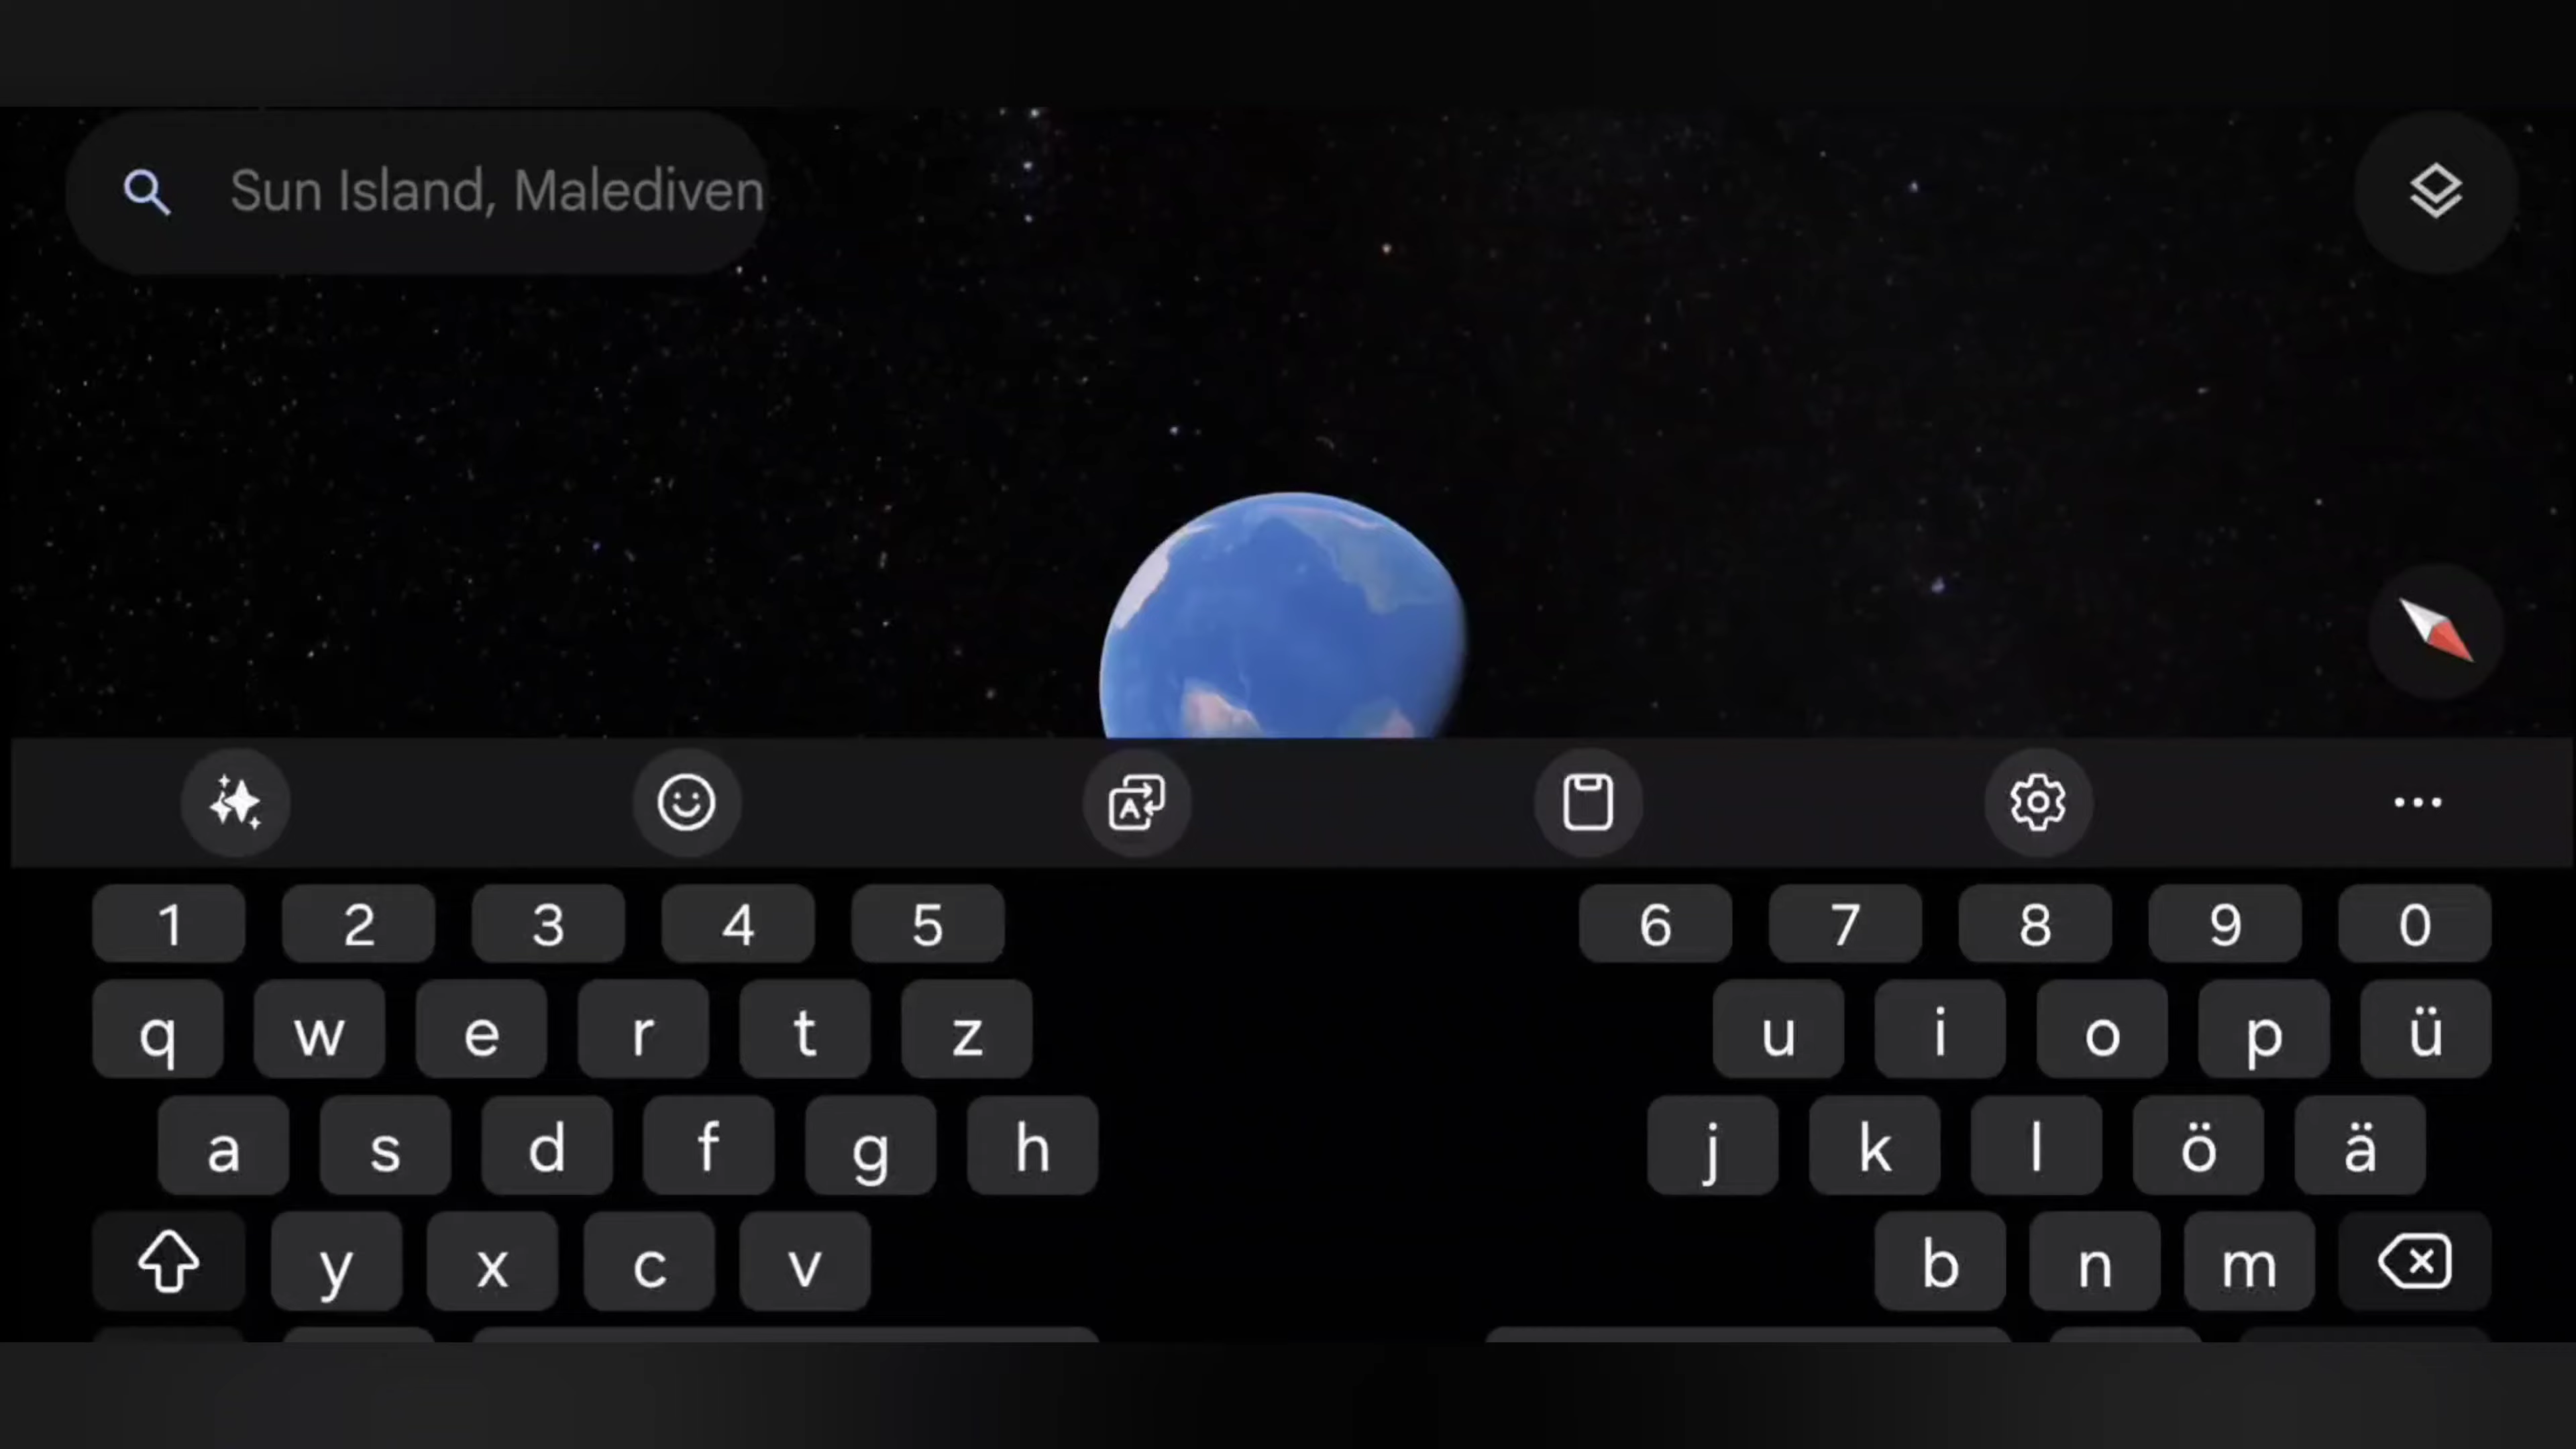 Sun Island, Malediven
1 2 3 4 5 6 7 8 9 0
q w e r t z u i o p ü
a s d f g h j k l ö ä
y x c v b n m